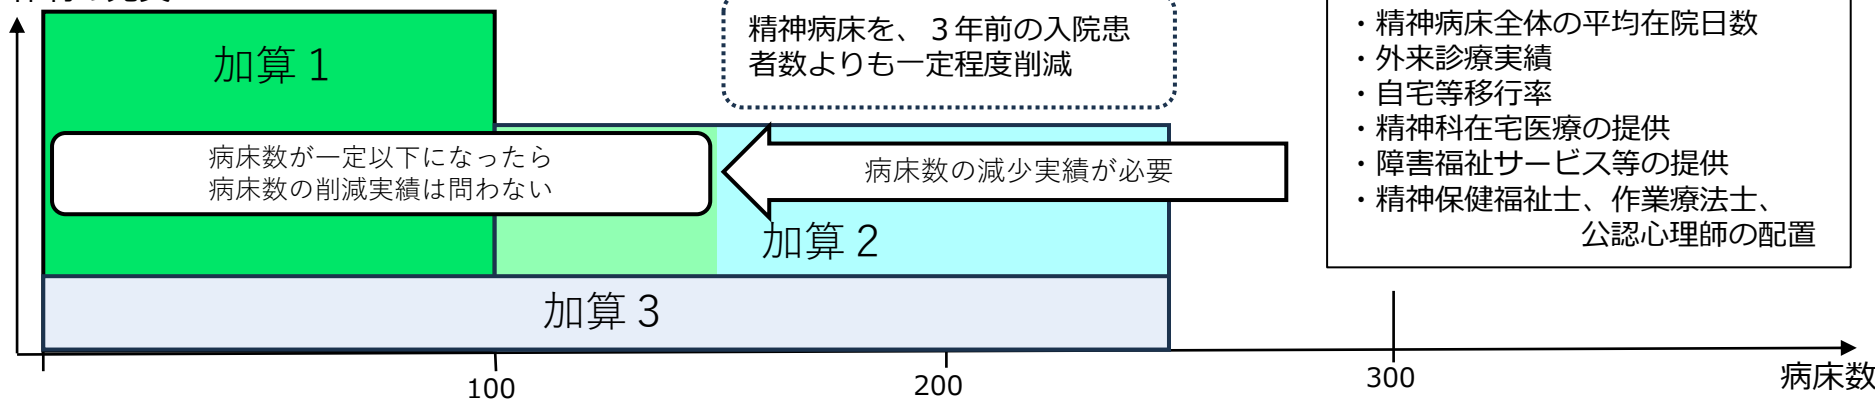 加算１
精神病床を、３年前の入院患
者数よりも一定程度削減
・精神病床全体の平均在院日数
・外来診療実績
・自宅等移行率
・精神科在宅医療の提供
・障害福祉サービス等の提供
・精神保健福祉士、作業療法士、
公認心理師の配置
病床数が一定以下になったら
病床数の削減実績は問わない
病床数の減少実績が必要
加算２
加算３
100
200
300
病床数